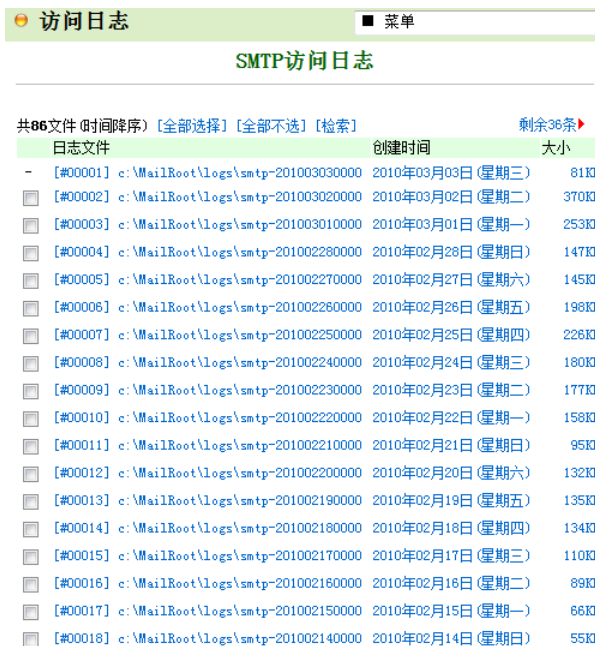 访问日志
■ 菜单
SMTP访问日志
共86文件(时间降序) [全部选择] [全部不选] [检索] 剩余36条
日志文件 创建时间 大小
- [#00001] c:\MailRoot\logs\smtp-201003030000 2010年03月03日(星期三) 81K
[#00002] c:\MailRoot\logs\smtp-201003020000 2010年03月02日(星期二) 370K
[#00003] c:\MailRoot\logs\smtp-201003010000 2010年03月01日(星期一) 253K
[#00004] c:\MailRoot\logs\smtp-201002280000 2010年02月28日(星期日) 147K
[#00005] c:\MailRoot\logs\smtp-201002270000 2010年02月27日(星期六) 145K
[#00006] c:\MailRoot\logs\smtp-201002260000 2010年02月26日(星期五) 198K
[#00007] c:\MailRoot\logs\smtp-201002250000 2010年02月25日(星期四) 226K
[#00008] c:\MailRoot\logs\smtp-201002240000 2010年02月24日(星期三) 180K
[#00009] c:\MailRoot\logs\smtp-201002230000 2010年02月23日(星期二) 177K
[#00010] c:\MailRoot\logs\smtp-201002220000 2010年02月22日(星期一) 158K
[#00011] c:\MailRoot\logs\smtp-201002210000 2010年02月21日(星期日) 95K
[#00012] c:\MailRoot\logs\smtp-201002200000 2010年02月20日(星期六) 132K
[#00013] c:\MailRoot\logs\smtp-201002190000 2010年02月19日(星期五) 135K
[#00014] c:\MailRoot\logs\smtp-201002180000 2010年02月18日(星期四) 134K
[#00015] c:\MailRoot\logs\smtp-201002170000 2010年02月17日(星期三) 110K
[#00016] c:\MailRoot\logs\smtp-201002160000 2010年02月16日(星期二) 89K
[#00017] c:\MailRoot\logs\smtp-201002150000 2010年02月15日(星期一) 66K
[#00018] c:\MailRoot\logs\smtp-201002140000 2010年02月14日(星期日) 55K